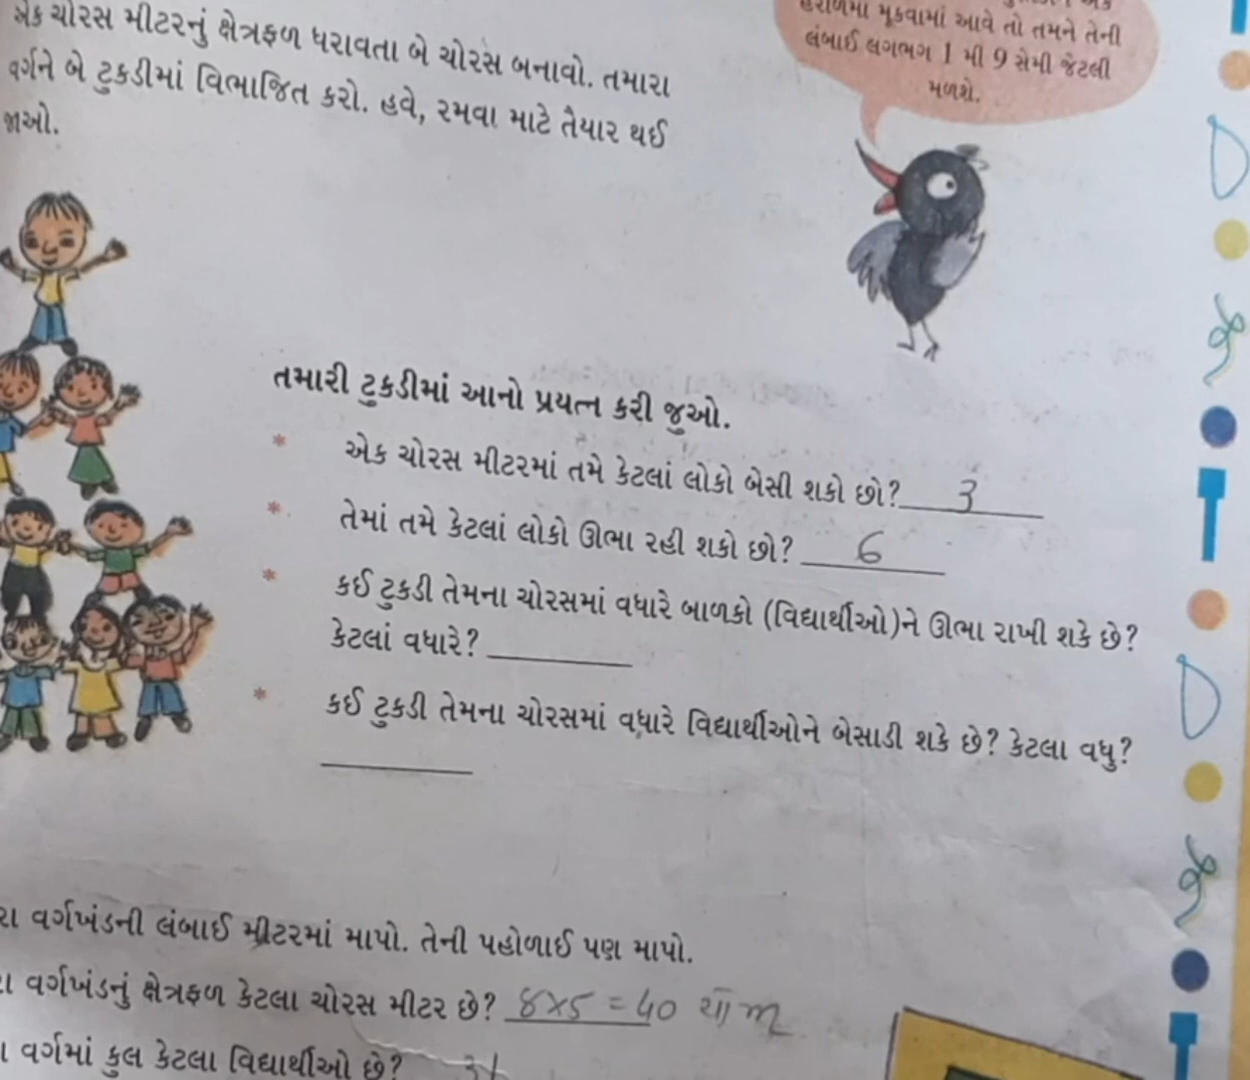 એક ચોરસ મીટરનું ક્ષેત્રફળ ધરાવતા બે ચોરસ બનાવો. તમારા
વર્ગને બે ટુકડીમાં વિભાજિત કરો. હવે, રમવા માટે તૈયાર થઈ
જાઓ.
હરોળમાં મૂકવામાં આવે તો તમને તેની
લંબાઈ લગભગ 1 મી 9 સેમી જેટલી
મળશે.
તમારી ટુકડીમાં આનો પ્રયત્ન કરી જુઓ.
* એક ચોરસ મીટરમાં તમે કેટલાં લોકો બેસી શકો છો? 3
* તેમાં તમે કેટલાં લોકો ઊભા રહી શકો છો? 6
* કઈ ટુકડી તેમના ચોરસમાં વધારે બાળકો (વિદ્યાર્થીઓ)ને ઊભા રાખી શકે છે?
કેટલાં વધારે?
* કઈ ટુકડી તેમના ચોરસમાં વધારે વિદ્યાર્થીઓને બેસાડી શકે છે? કેટલા વધુ?
વર્ગખંડની લંબાઈ મીટરમાં માપો. તેની પહોળાઈ પણ માપો.
વર્ગખંડનું ક્ષેત્રફળ કેટલા ચોરસ મીટર છે? 8x5 = 40 ચોમ
વર્ગમાં કુલ કેટલા વિદ્યાર્થીઓ છે?